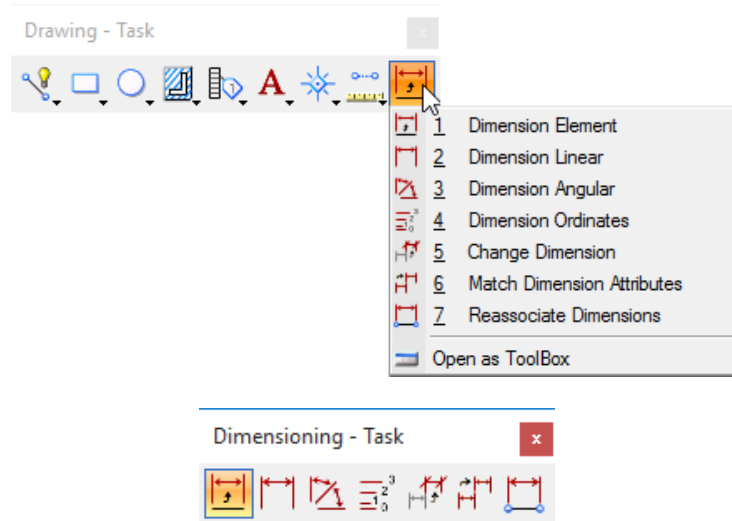 Drawing - Task
x
A
1 Dimension Element
2 Dimension Linear
3 Dimension Angular
4 Dimension Ordinates
5 Change Dimension
6 Match Dimension Attributes
7 Reassociate Dimensions
Open as ToolBox
Dimensioning - Task
x